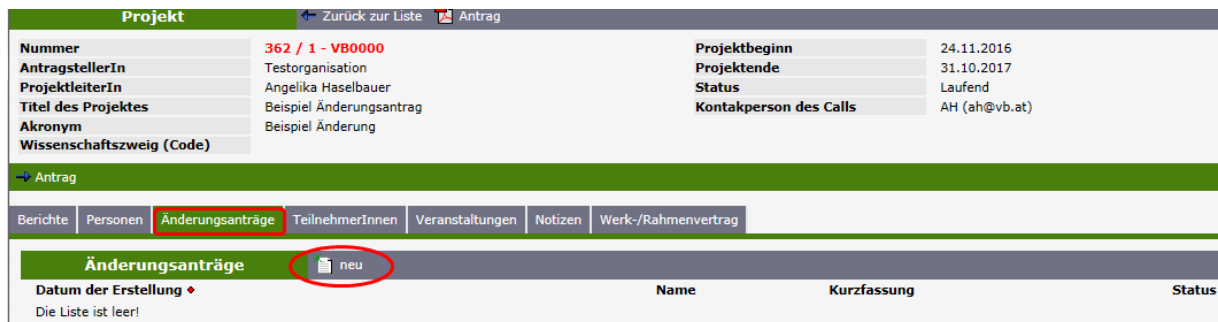 Projekt Zurück zur Liste Antrag
Nummer 362 / 1 - VB0000 Projektbeginn 24.11.2016
AntragstellerIn Testorganisation Projektende 31.10.2017
ProjektleiterIn Angelika Haselbauer Status Laufend
Titel des Projektes Beispiel Änderungsantrag Kontakperson des Calls AH (ah@vb.at)
Akronym Beispiel Änderung
Wissenschaftszweig (Code)
Antrag
Berichte Personen Änderungsanträge TeilnehmerInnen Veranstaltungen Notizen Werk-/Rahmenvertrag
Änderungsanträge neu
Datum der Erstellung Name Kurzfassung Status
Die Liste ist leer!